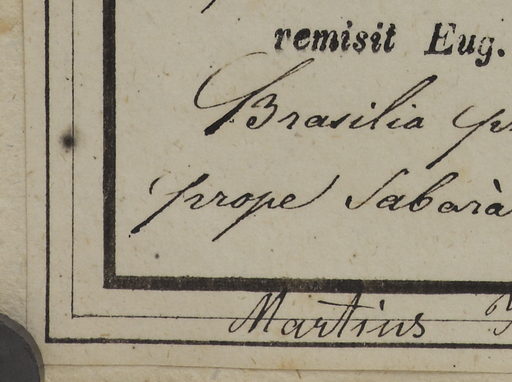 remisit Eug.
Brasilia
prope Sabarà
Martius